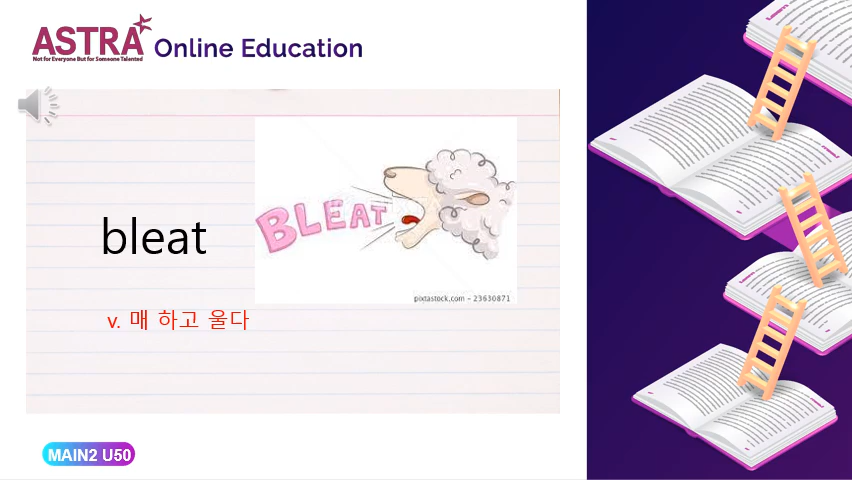 ASTRA
Not for Everyone But for Someone Talented
Online Education
BLEAT
bleat
pixtastock.com - 23630871
v. 매 하고 울다
MAIN2 U50